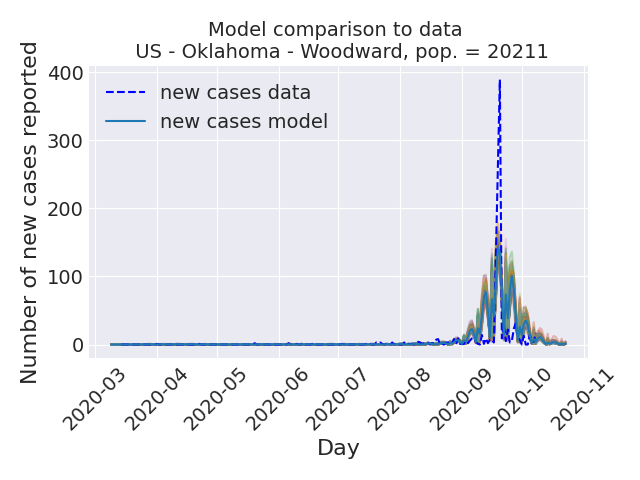 Model comparison to data
US - Oklahoma - Woodward, pop. = 20211
Number of new cases reported
400
300
200
100
0
new cases data
new cases model
2020-03
2020-04
2020-05
2020-06
2020-07
2020-08
2020-09
2020-10
2020-11
Day